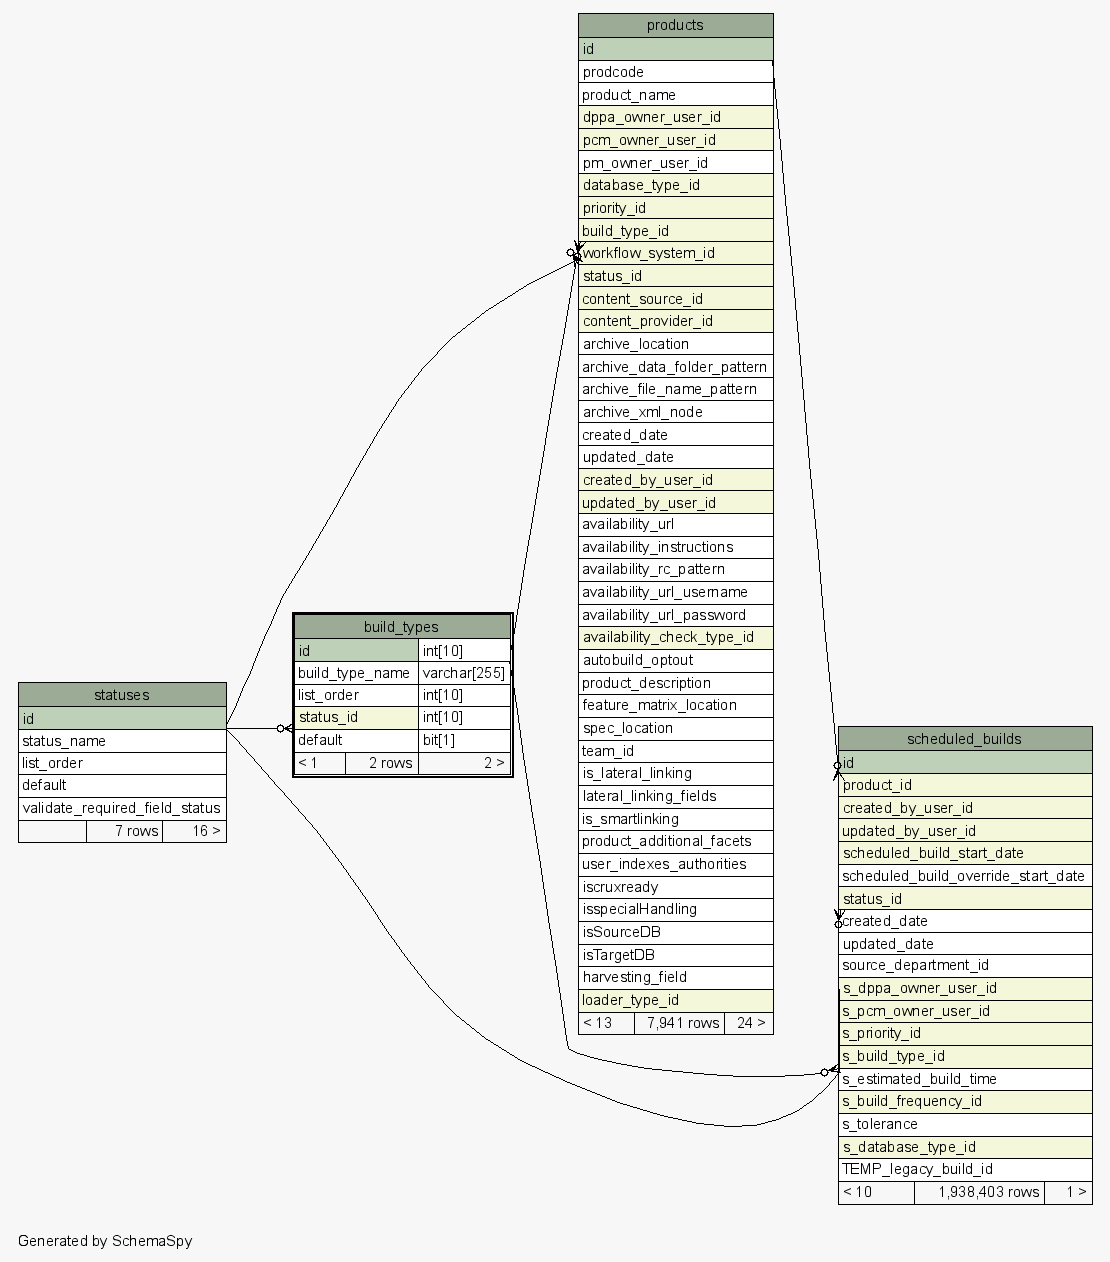 products
id
prodcode
product_name
dppa_owner_user_id
pcm_owner_user_id
pm_owner_user_id
database_type_id
priority_id
build_type_id
workflow_system_id
status_id
content_source_id
content_provider_id
archive_location
archive_data_folder_pattern
archive_file_name_pattern
archive_xml_node
created_date
updated_date
created_by_user_id
updated_by_user_id
availability_url
availability_instructions
availability_rc_pattern
availability_url_username
availability_url_password
availability_check_type_id
autobuild_optout
product_description
feature_matrix_location
spec_location
team_id
is_lateral_linking
lateral_linking_fields
is_smartlinking
product_additional_facets
user_indexes_authorities
iscruxready
isspecialHandling
isSourceDB
isTargetDB
harvesting_field
loader_type_id
< 13 7,941 rows 24 >
build_types
id int[10]
build_type_name varchar[255]
list_order int[10]
status_id int[10]
default bit[1]
< 1 2 rows 2 >
statuses
id
status_name
list_order
default
validate_required_field_status
7 rows 16 >
scheduled_builds
id
product_id
created_by_user_id
updated_by_user_id
scheduled_build_start_date
scheduled_build_override_start_date
status_id
created_date
updated_date
source_department_id
s_dppa_owner_user_id
s_pcm_owner_user_id
s_priority_id
s_build_type_id
s_estimated_build_time
s_build_frequency_id
s_tolerance
s_database_type_id
TEMP_legacy_build_id
< 10 1,938,403 rows 1 >
Generated by SchemaSpy